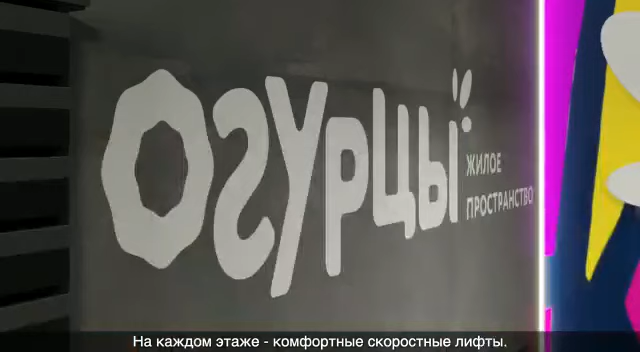 ОГУРЦЫ
ЖИЛОЕ
ПРОСТРАНСТВО
На каждом этаже - комфортные скоростные лифты.